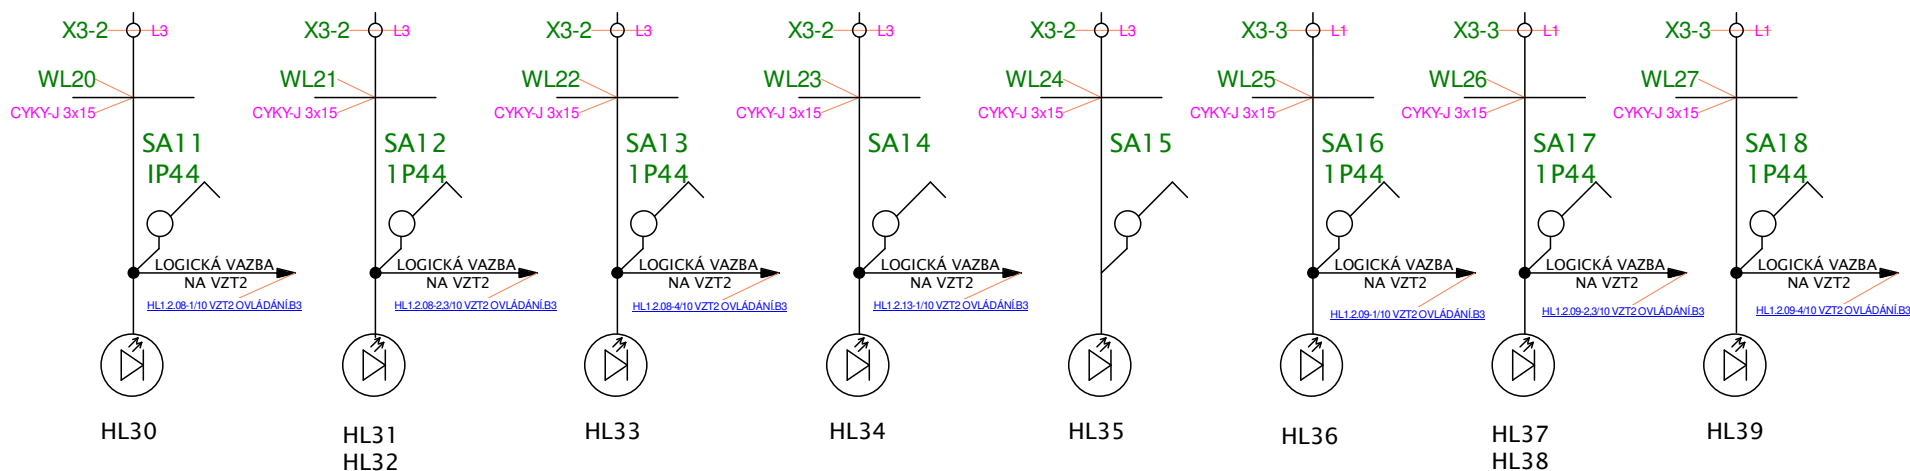 X3-2 L3
WL20
CYKY-J 3x15
SA11
IP44
LOGICKÁ VAZBA
NA VZT2
HL1.2.08-1/10 VZT2 OVLÁDÁNÍ.B3
HL30
X3-2 L3
WL21
CYKY-J 3x15
SA12
1P44
LOGICKÁ VAZBA
NA VZT2
HL1.2.08-2,3/10 VZT2 OVLÁDÁNÍ.B3
HL31
HL32
X3-2 L3
WL22
CYKY-J 3x15
SA13
1P44
LOGICKÁ VAZBA
NA VZT2
HL1.2.08-4/10 VZT2 OVLÁDÁNÍ.B3
HL33
X3-2 L3
WL23
CYKY-J 3x15
SA14
LOGICKÁ VAZBA
NA VZT2
HL1.2.13-1/10 VZT2 OVLÁDÁNÍ.B3
HL34
X3-2 L3
WL24
CYKY-J 3x15
SA15
HL35
X3-3 L1
WL25
CYKY-J 3x15
SA16
1P44
LOGICKÁ VAZBA
NA VZT2
HL1.2.09-1/10 VZT2 OVLÁDÁNÍ.B3
HL36
X3-3 L1
WL26
CYKY-J 3x15
SA17
1P44
LOGICKÁ VAZBA
NA VZT2
HL1.2.09-2,3/10 VZT2 OVLÁDÁNÍ.B3
HL37
HL38
X3-3 L1
WL27
CYKY-J 3x15
SA18
1P44
LOGICKÁ VAZBA
NA VZT2
HL1.2.09-4/10 VZT2 OVLÁDÁNÍ.B3
HL39